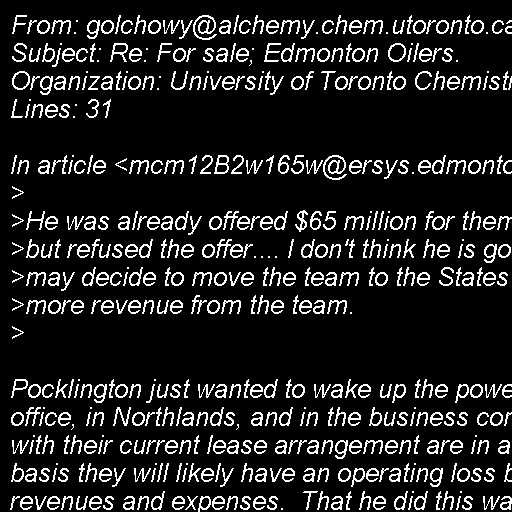 From: golchowy@alchemy.chem.utoronto.ca
Subject: Re: For sale; Edmonton Oilers.
Organization: University of Toronto Chemistr
Lines: 31

In article <mcm12B2w165w@ersys.edmonto
>
>He was already offered $65 million for them
>but refused the offer.... I don't think he is go
>may decide to move the team to the States
>more revenue from the team.
>

Pocklington just wanted to wake up the powe
office, in Northlands, and in the business con
with their current lease arrangement are in a
basis they will likely have an operating loss b
revenues and expenses.  That he did this wa